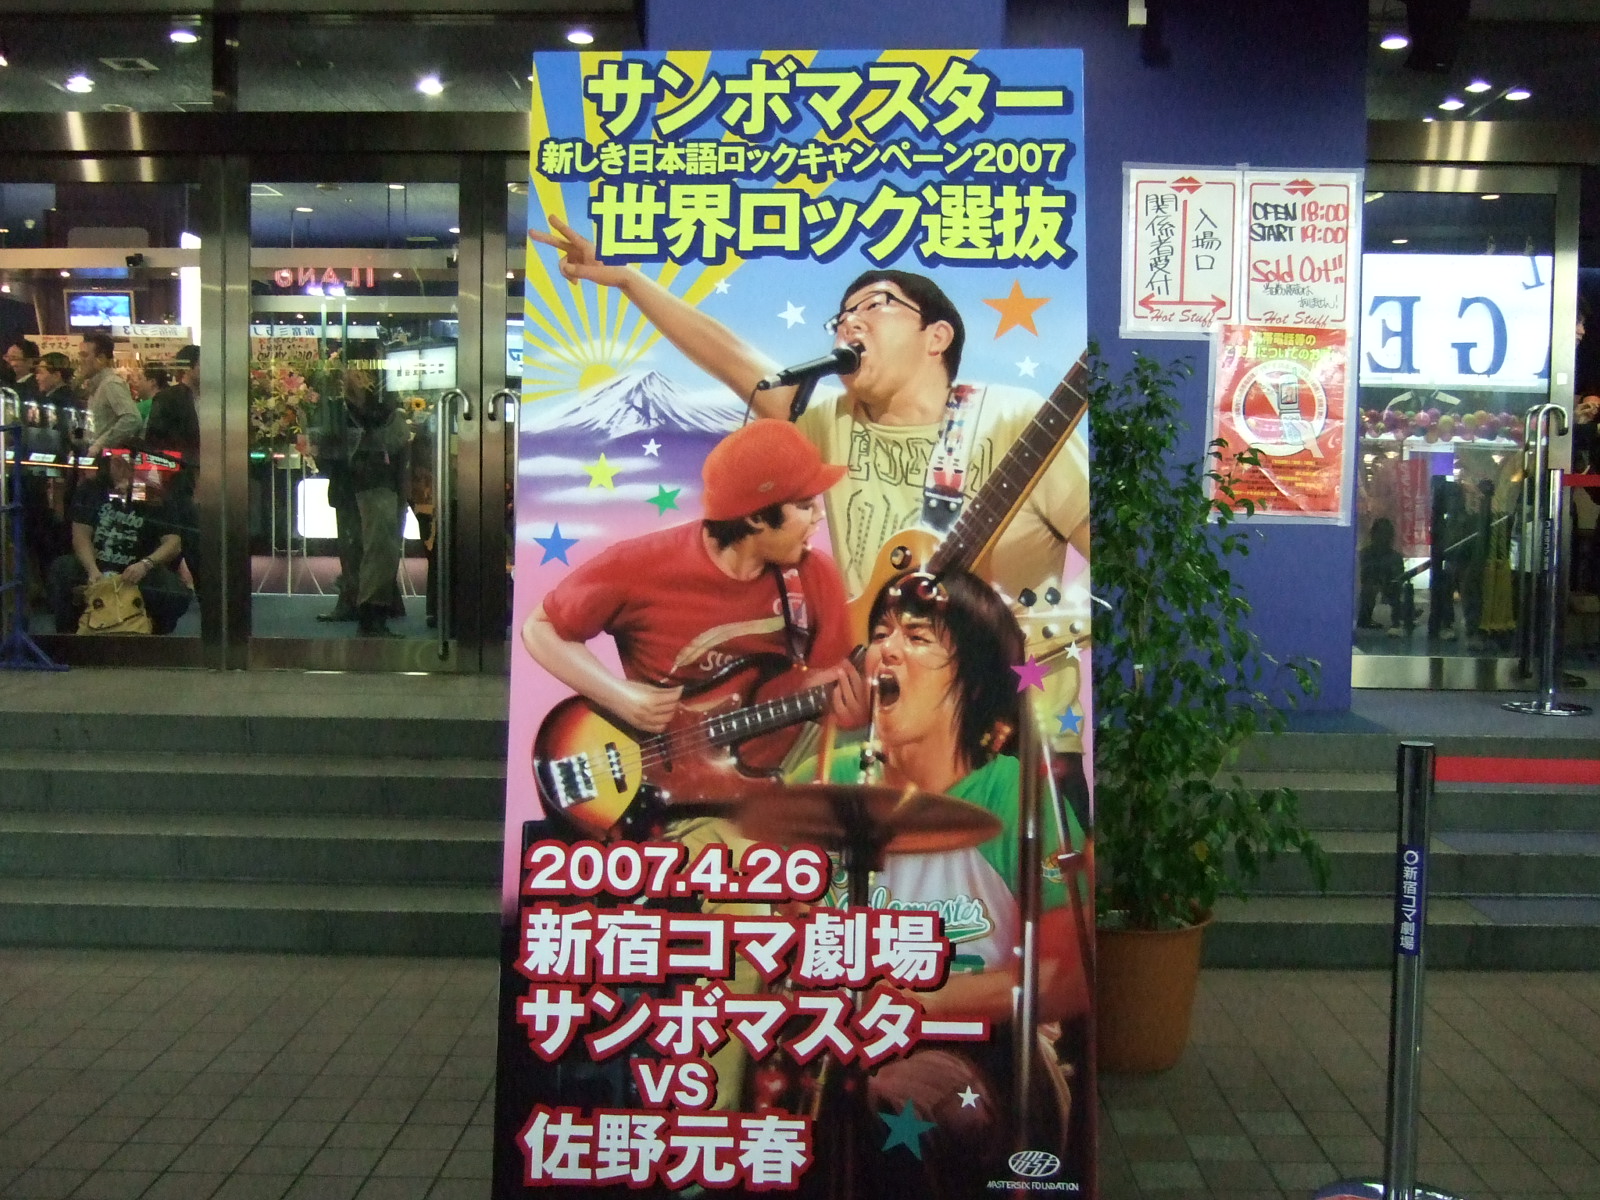 サンボマスター
新しき日本語ロックキャンペーン2007
世界ロック選抜
2007.4.26
新宿コマ劇場
サンボマスター
VS
佐野元春
MASTERSIX FOUNDATION
入場口
関係者受付
Hot Stuff
OPEN 18:00
START 19:00
Sold Out!!
Hot Stuff
新宿コマ劇場